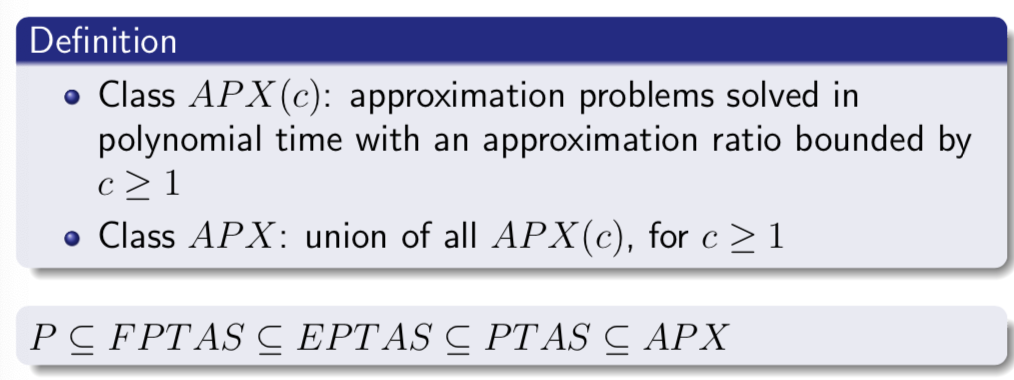 Definition
Class APX(c): approximation problems solved in
polynomial time with an approximation ratio bounded by
c ≥ 1
Class APX: union of all APX(c), for c ≥ 1
P ⊆ FPTAS ⊆ EPTAS ⊆ PTAS ⊆ APX